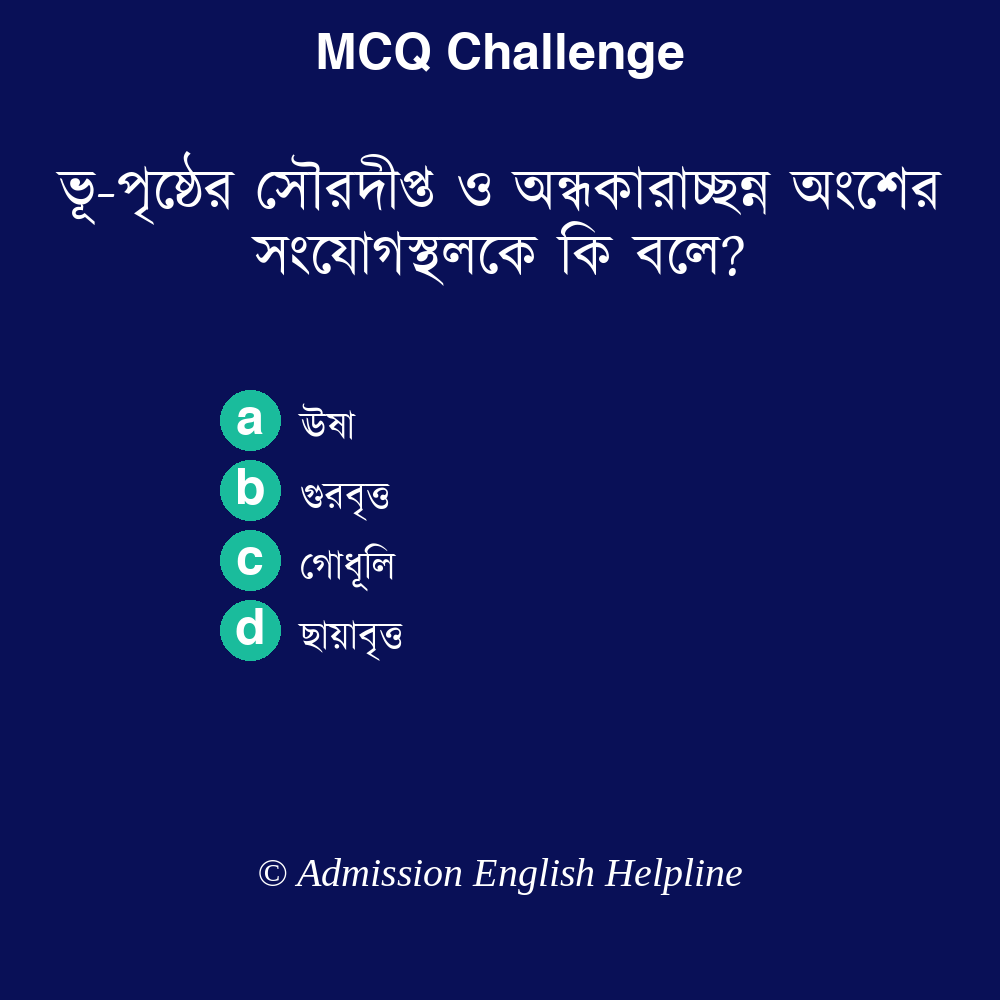 MCQ Challenge
ভূ-পৃষ্ঠের সৌরদীপ্ত ও অন্ধকারাচ্ছন্ন অংশের
সংযোগস্থলকে কি বলে?
a ঊষা
b গুরবৃত্ত
c গোধূলি
d ছায়াবৃত্ত
© Admission English Helpline